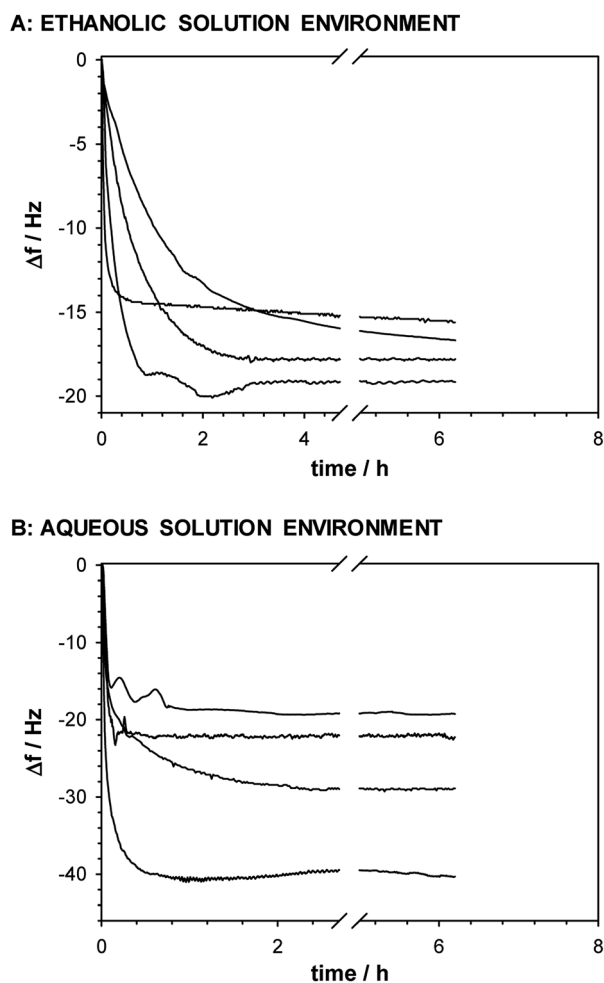 A: ETHANOLIC SOLUTION ENVIRONMENT
0
-5
-10
-15
-20
Δf / Hz
0 2 4 6 8
time / h
B: AQUEOUS SOLUTION ENVIRONMENT
0
-10
-20
-30
-40
Δf / Hz
0 2 6 8
time / h